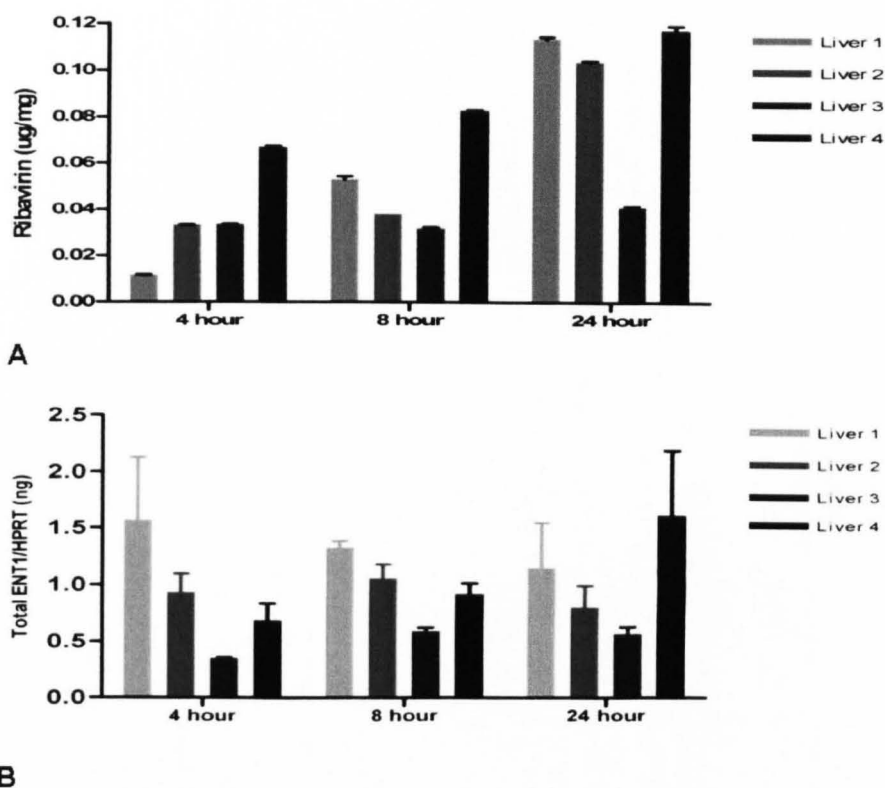 0.12
0.10
0.08
0.06
0.04
0.02
0.00
Ribavirin (ug/mg)
4 hour
8 hour
24 hour
Liver 1
Liver 2
Liver 3
Liver 4
A
2.5
2.0
1.5
1.0
0.5
0.0
Total ENT1/HPRT (ng)
4 hour
8 hour
24 hour
Liver 1
Liver 2
Liver 3
Liver 4
B